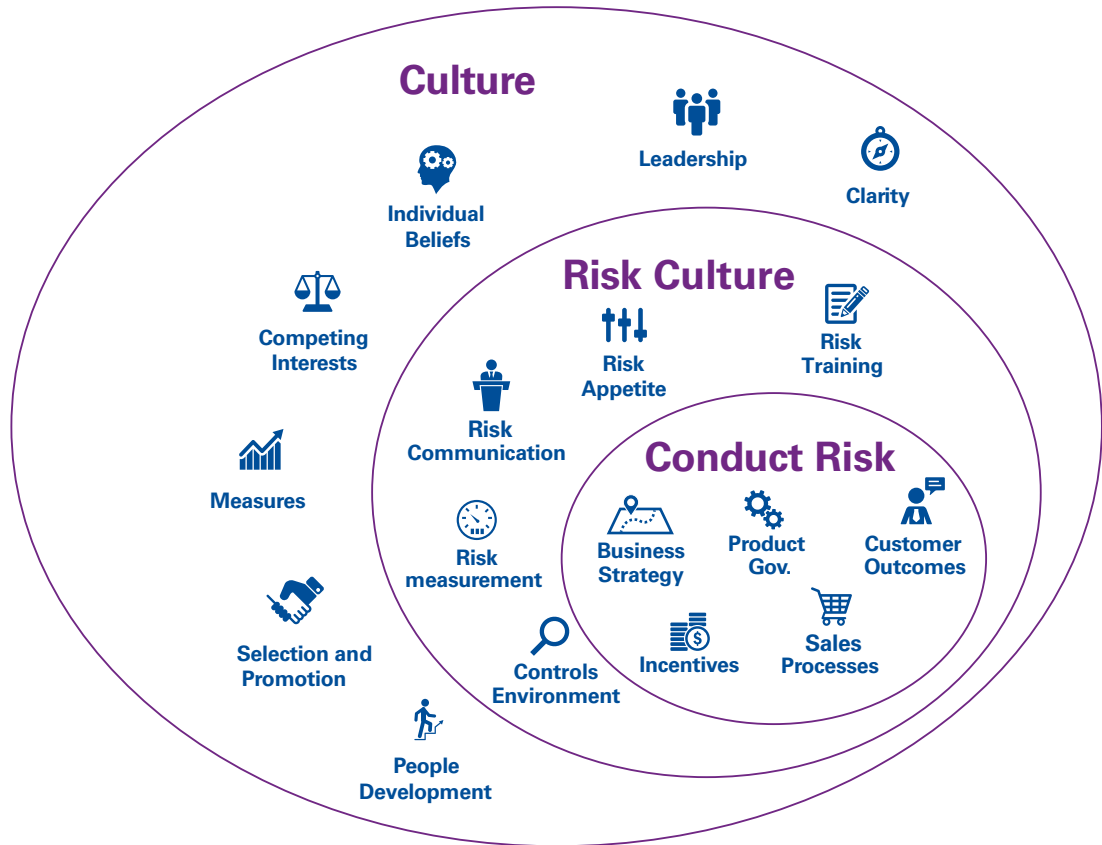 Culture
Leadership
Clarity
Individual
Beliefs
Competing
Interests
Measures
Selection and
Promotion
People
Development
Risk Culture
Risk
Training
Risk
Appetite
Risk
Communication
Risk
measurement
Controls
Environment
Conduct Risk
Business
Strategy
Product
Gov.
Customer
Outcomes
Incentives
$
Sales
Processes